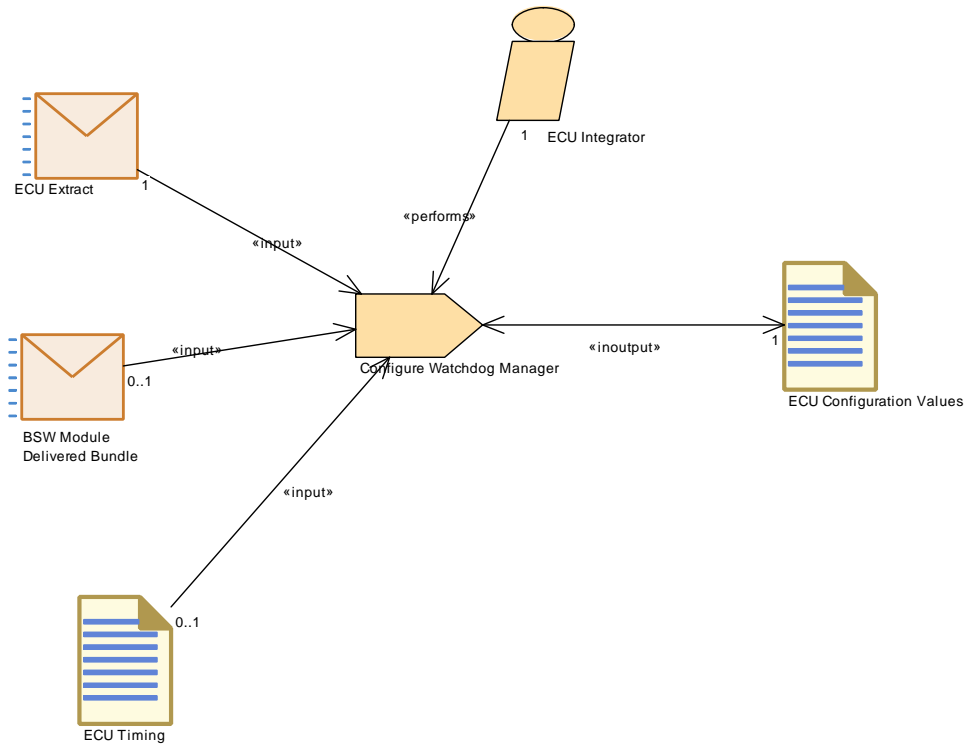 1
ECU Integrator
ECU Extract
1
«performs»
«input»
«input»
0..1
Configure Watchdog Manager
«inoutput»
1
ECU Configuration Values
BSW Module
Delivered Bundle
«input»
0..1
ECU Timing